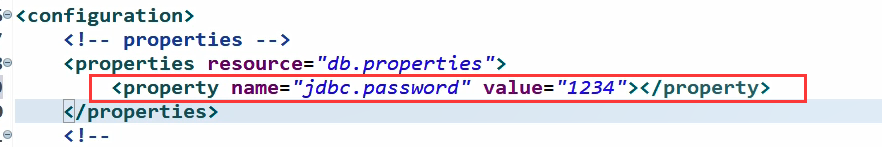 <configuration>
<!-- properties -->
<properties resource="db.properties">
<property name="jdbc.password" value="1234"></property>
</properties>
<!--